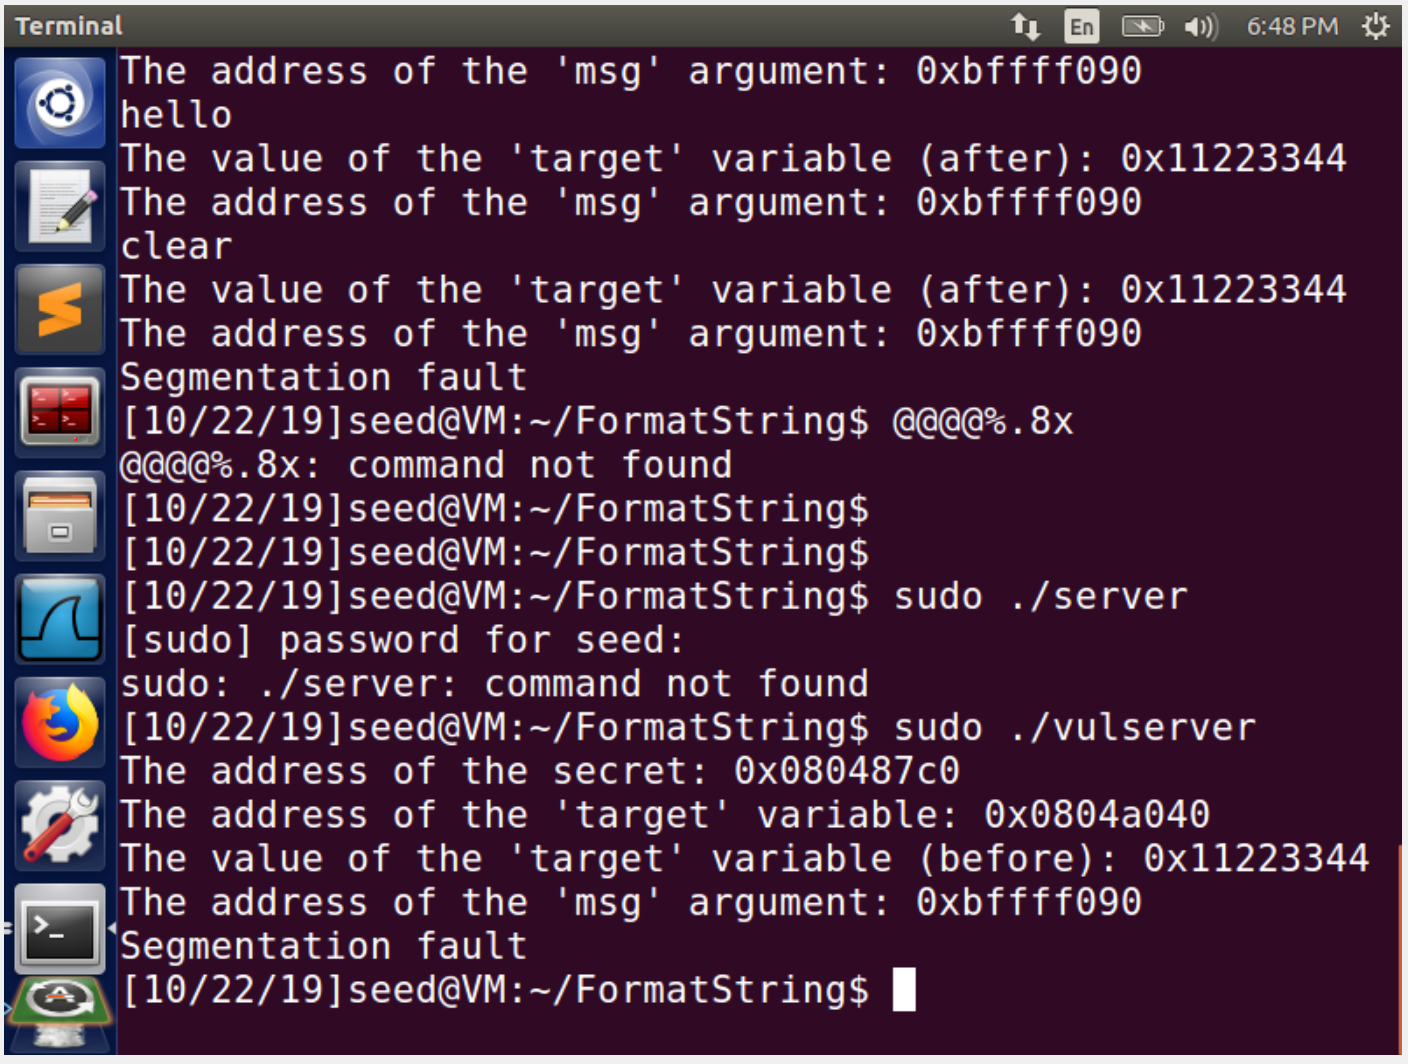 Terminal
En
6:48 PM
The address of the 'msg' argument: 0xbffff090
hello
The value of the 'target' variable (after): 0x11223344
The address of the 'msg' argument: 0xbffff090
clear
The value of the 'target' variable (after): 0x11223344
The address of the 'msg' argument: 0xbffff090
Segmentation fault
[10/22/19]seed@VM:~/FormatString$ @@@@%.8x
@@@@%.8x: command not found
[10/22/19]seed@VM:~/FormatString$
[10/22/19]seed@VM:~/FormatString$
[10/22/19]seed@VM:~/FormatString$ sudo ./server
[sudo] password for seed:
sudo: ./server: command not found
[10/22/19]seed@VM:~/FormatString$ sudo ./vulserver
The address of the secret: 0x080487c0
The address of the 'target' variable: 0x0804a040
The value of the 'target' variable (before): 0x11223344
The address of the 'msg' argument: 0xbffff090
Segmentation fault
[10/22/19]seed@VM:~/FormatString$